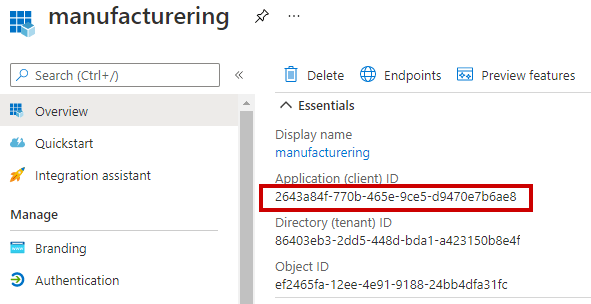 manufacturering
Search (Ctrl+/)
«
Delete
Endpoints
Preview features
Overview
Quickstart
Integration assistant
Manage
Branding
Authentication
Essentials
Display name
manufacturering
Application (client) ID
2643a84f-770b-465e-9ce5-d9470e7b6ae8
Directory (tenant) ID
86403eb3-2dd5-448d-bda1-a423150b8e4f
Object ID
ef2465fa-12ee-4e91-9188-24bb4dfa31fc